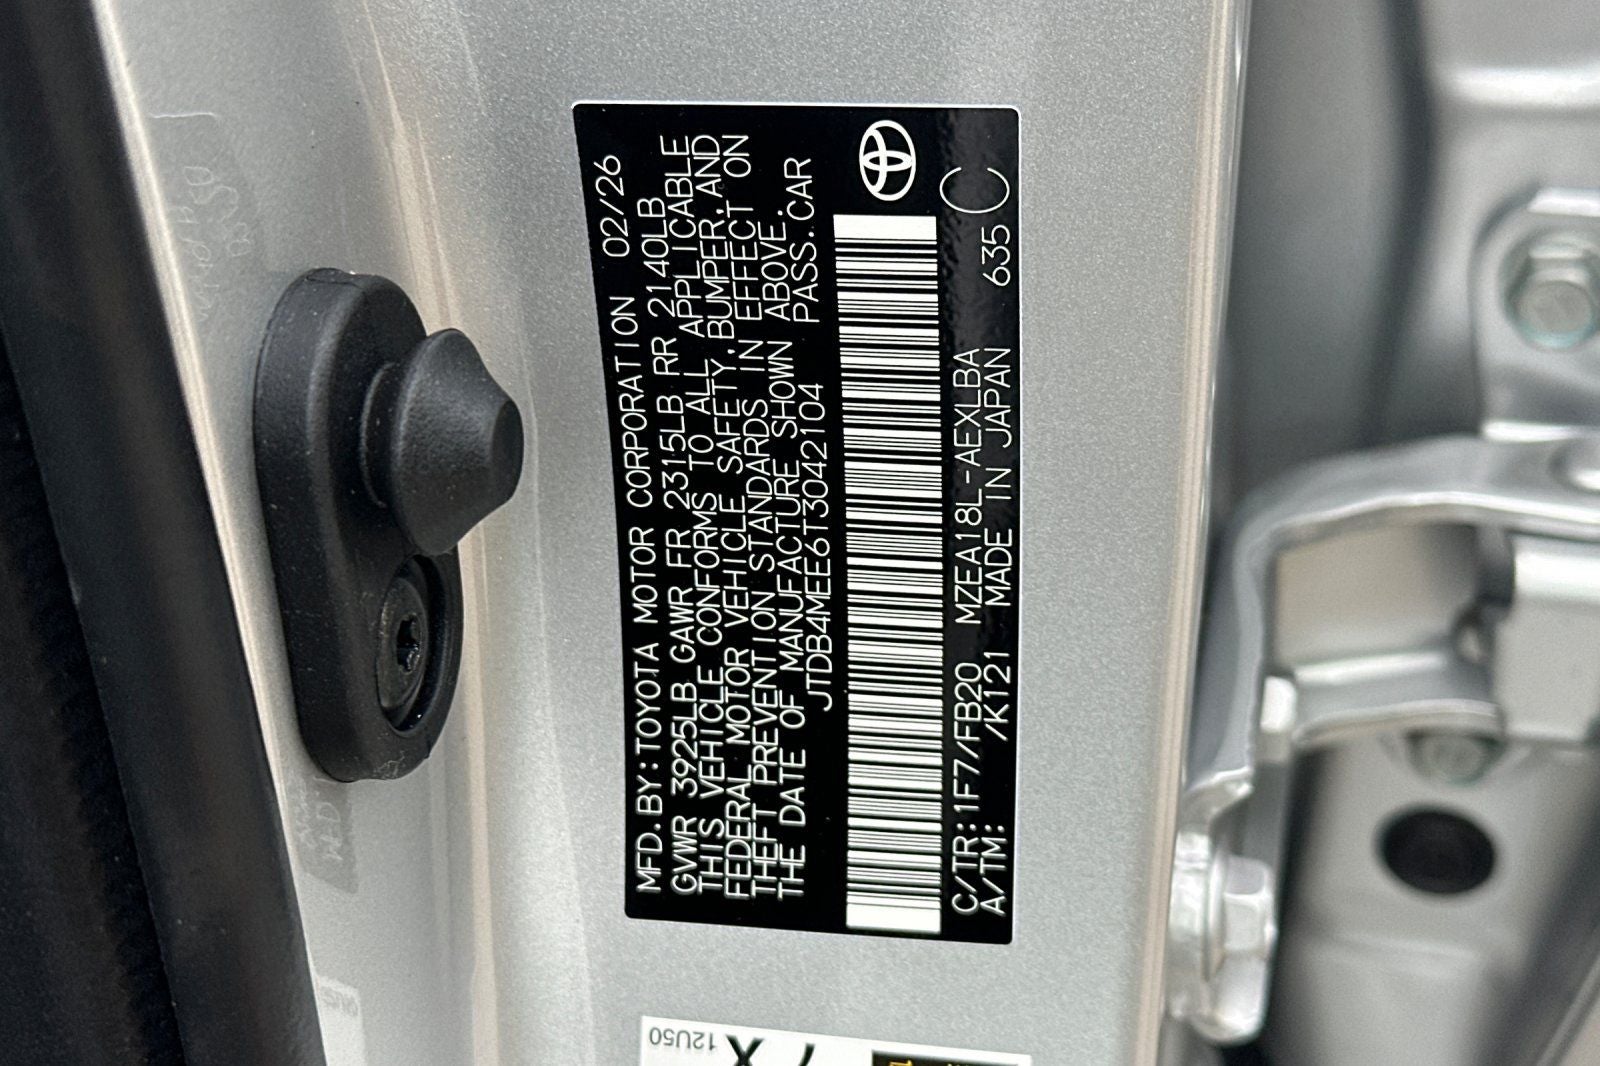 MFD.BY:TOYOTA MOTOR CORPORATION 02/26
GVWR 3925LB GAWR FR 2315LB RR 2140LB
THIS VEHICLE CONFORMS TO ALL APPLICABLE
FEDERAL MOTOR VEHICLE SAFETY,BUMPER,AND
THEFT PREVENTION STANDARDS IN EFFECT ON
THE DATE OF MANUFACTURE SHOWN ABOVE.
JTDB4MEE6T3042104 PASS.CAR
C/TR:1F7/FB20 MZEA18L-AEXLBA
A/TM: /K121 MADE IN JAPAN 635 C
12U50